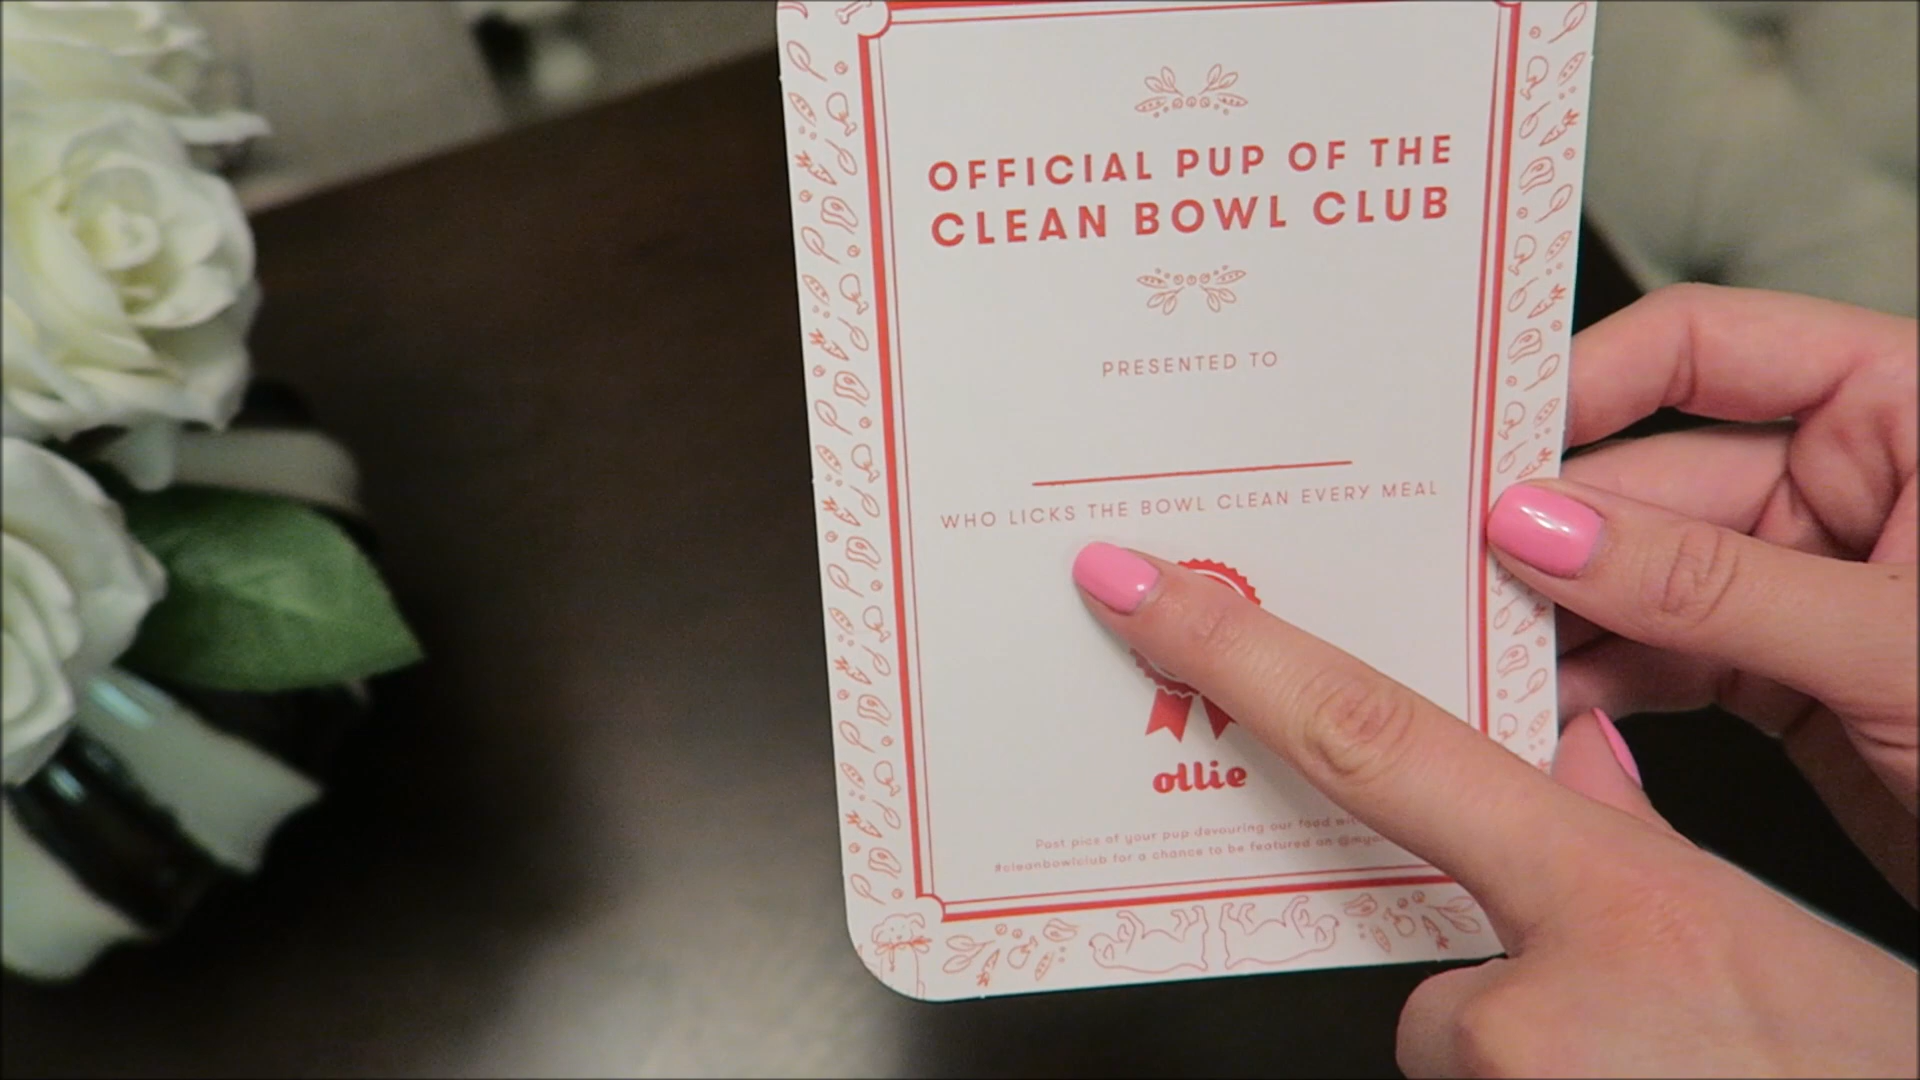 OFFICIAL PUP OF THE
CLEAN BOWL CLUB
PRESENTED TO
WHO LICKS THE BOWL CLEAN EVERY MEAL
ollie
Post pics of your pup devouring our food
#cleanbowlclub for a chance to be featured on